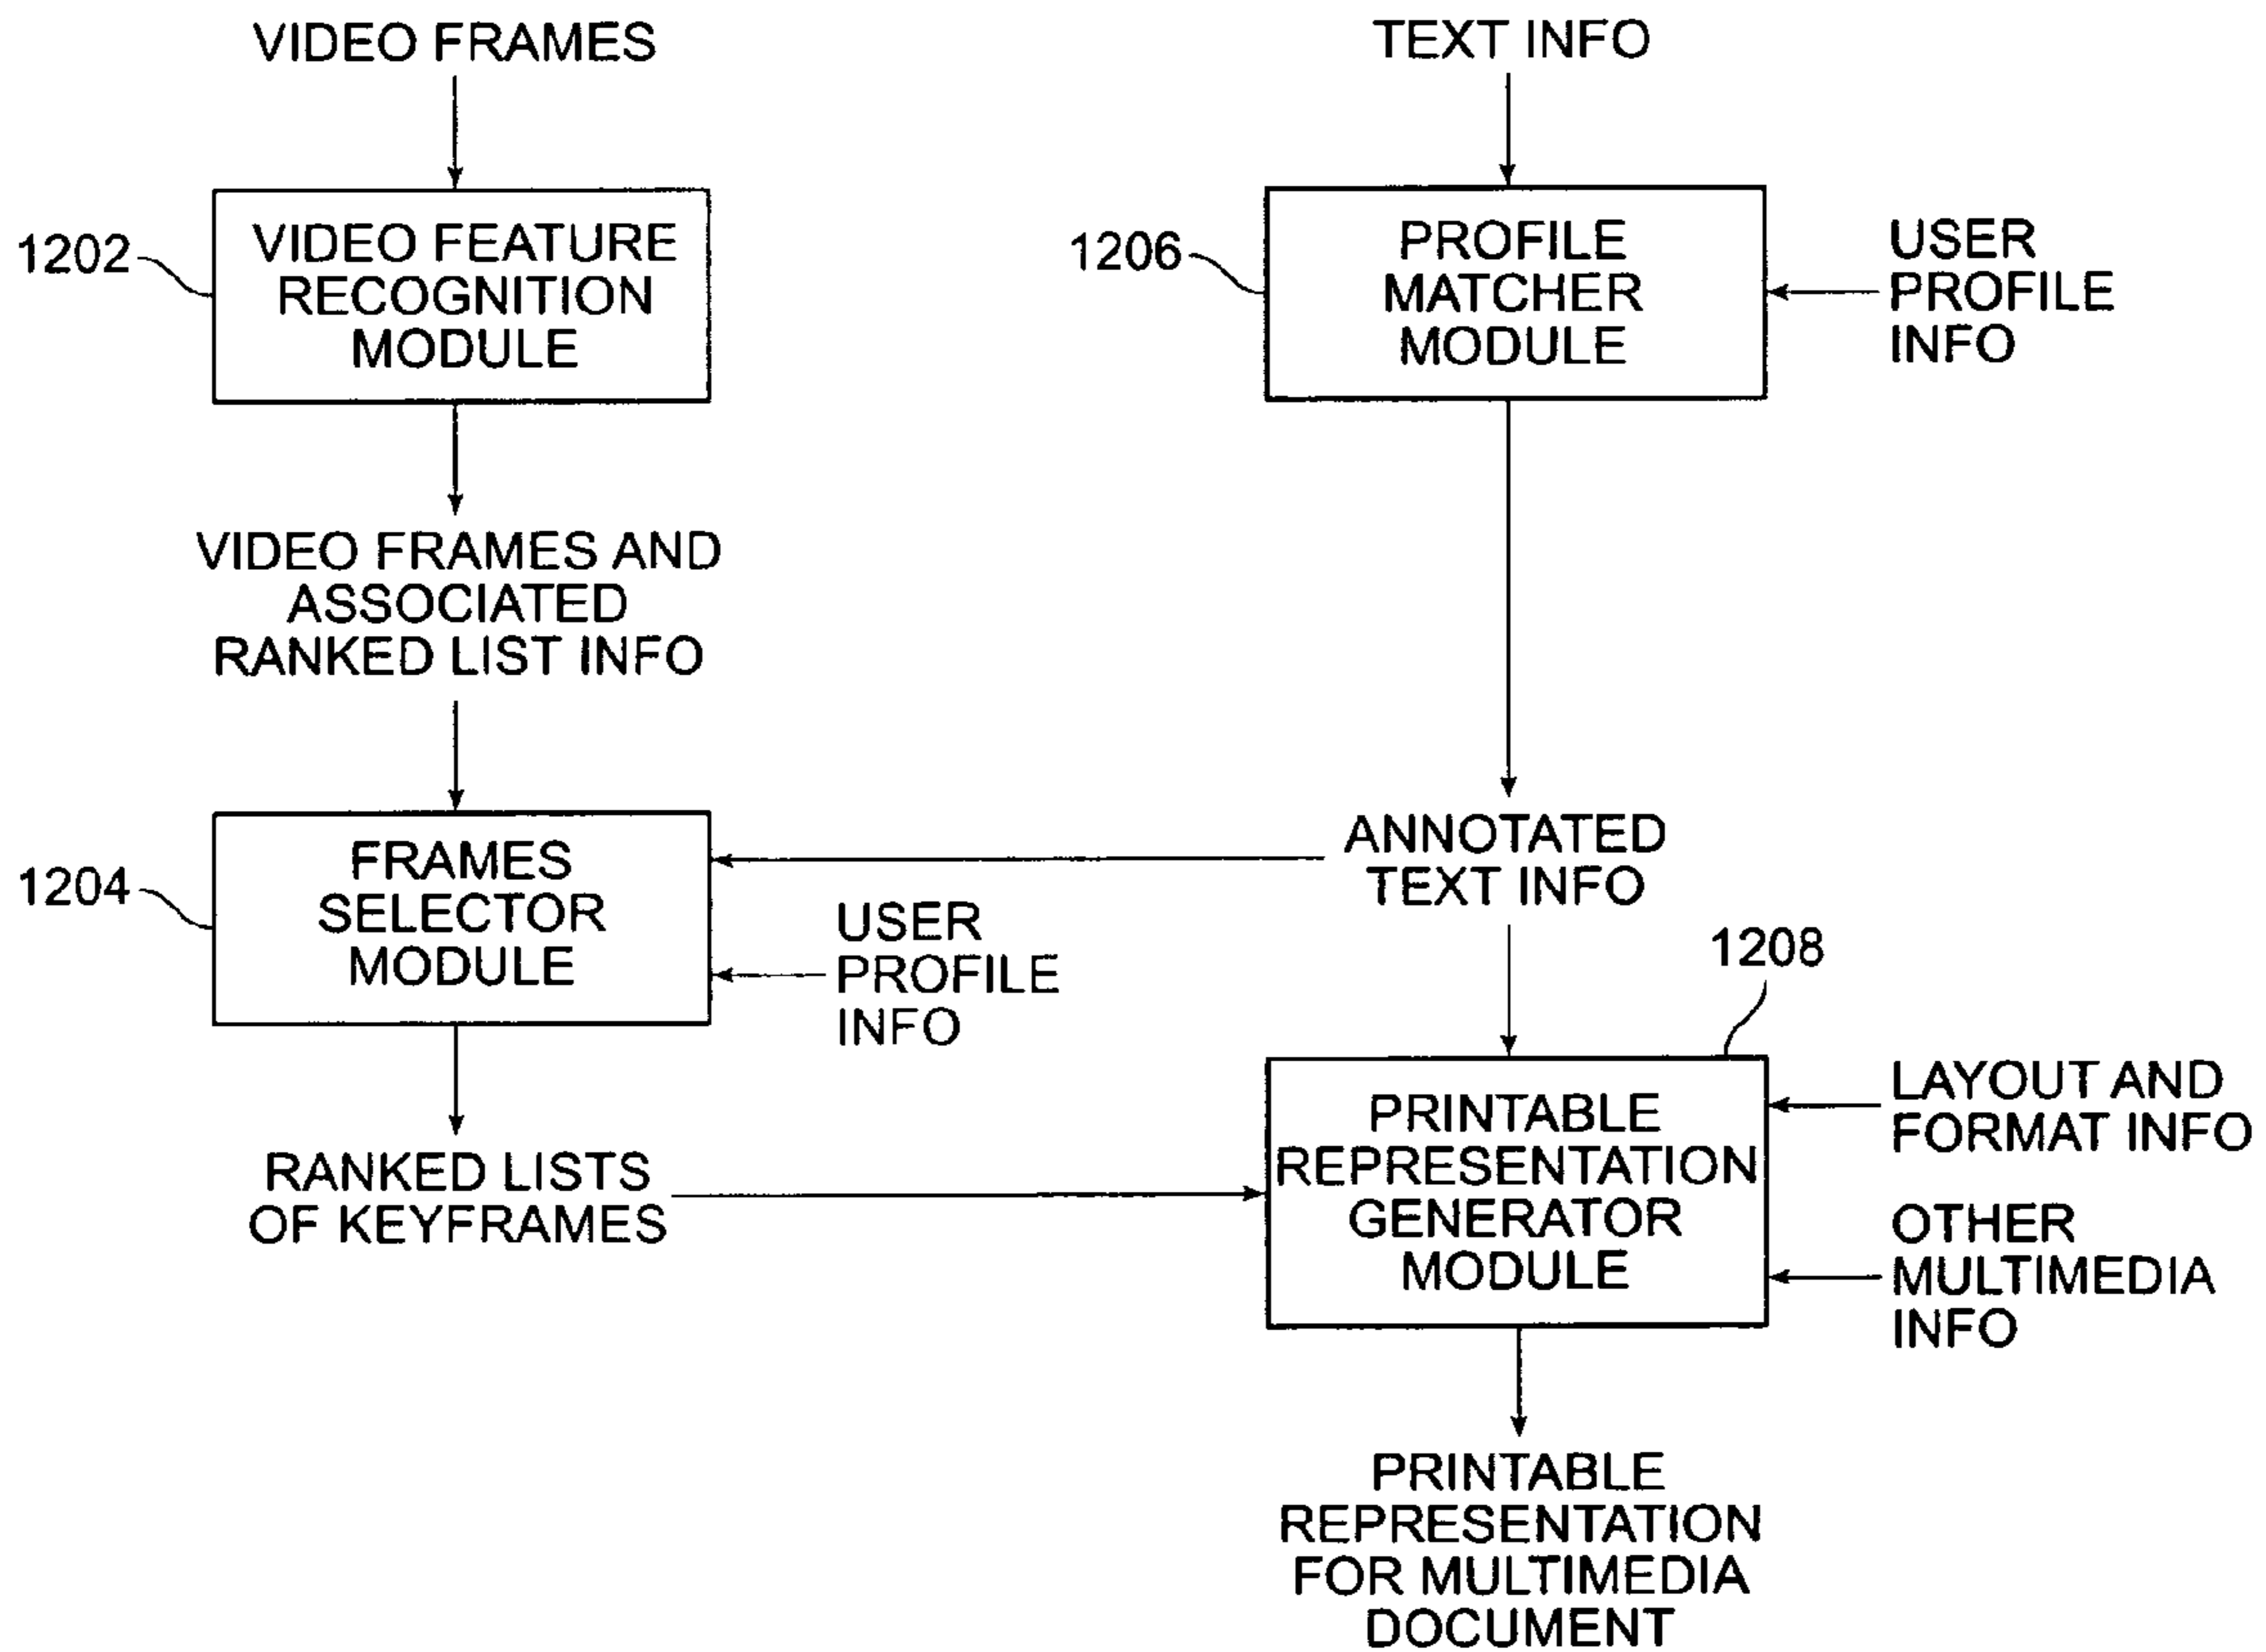 VIDEO FRAMES
TEXT INFO
1202
VIDEO FEATURE
RECOGNITION
MODULE
1206
PROFILE
MATCHER
MODULE
USER
PROFILE
INFO
VIDEO FRAMES AND
ASSOCIATED
RANKED LIST INFO
1204
FRAMES
SELECTOR
MODULE
ANNOTATED
TEXT INFO
USER
PROFILE
INFO
1208
RANKED LISTS
OF KEYFRAMES
PRINTABLE
REPRESENTATION
GENERATOR
MODULE
LAYOUT AND
FORMAT INFO
OTHER
MULTIMEDIA
INFO
PRINTABLE
REPRESENTATION
FOR MULTIMEDIA
DOCUMENT